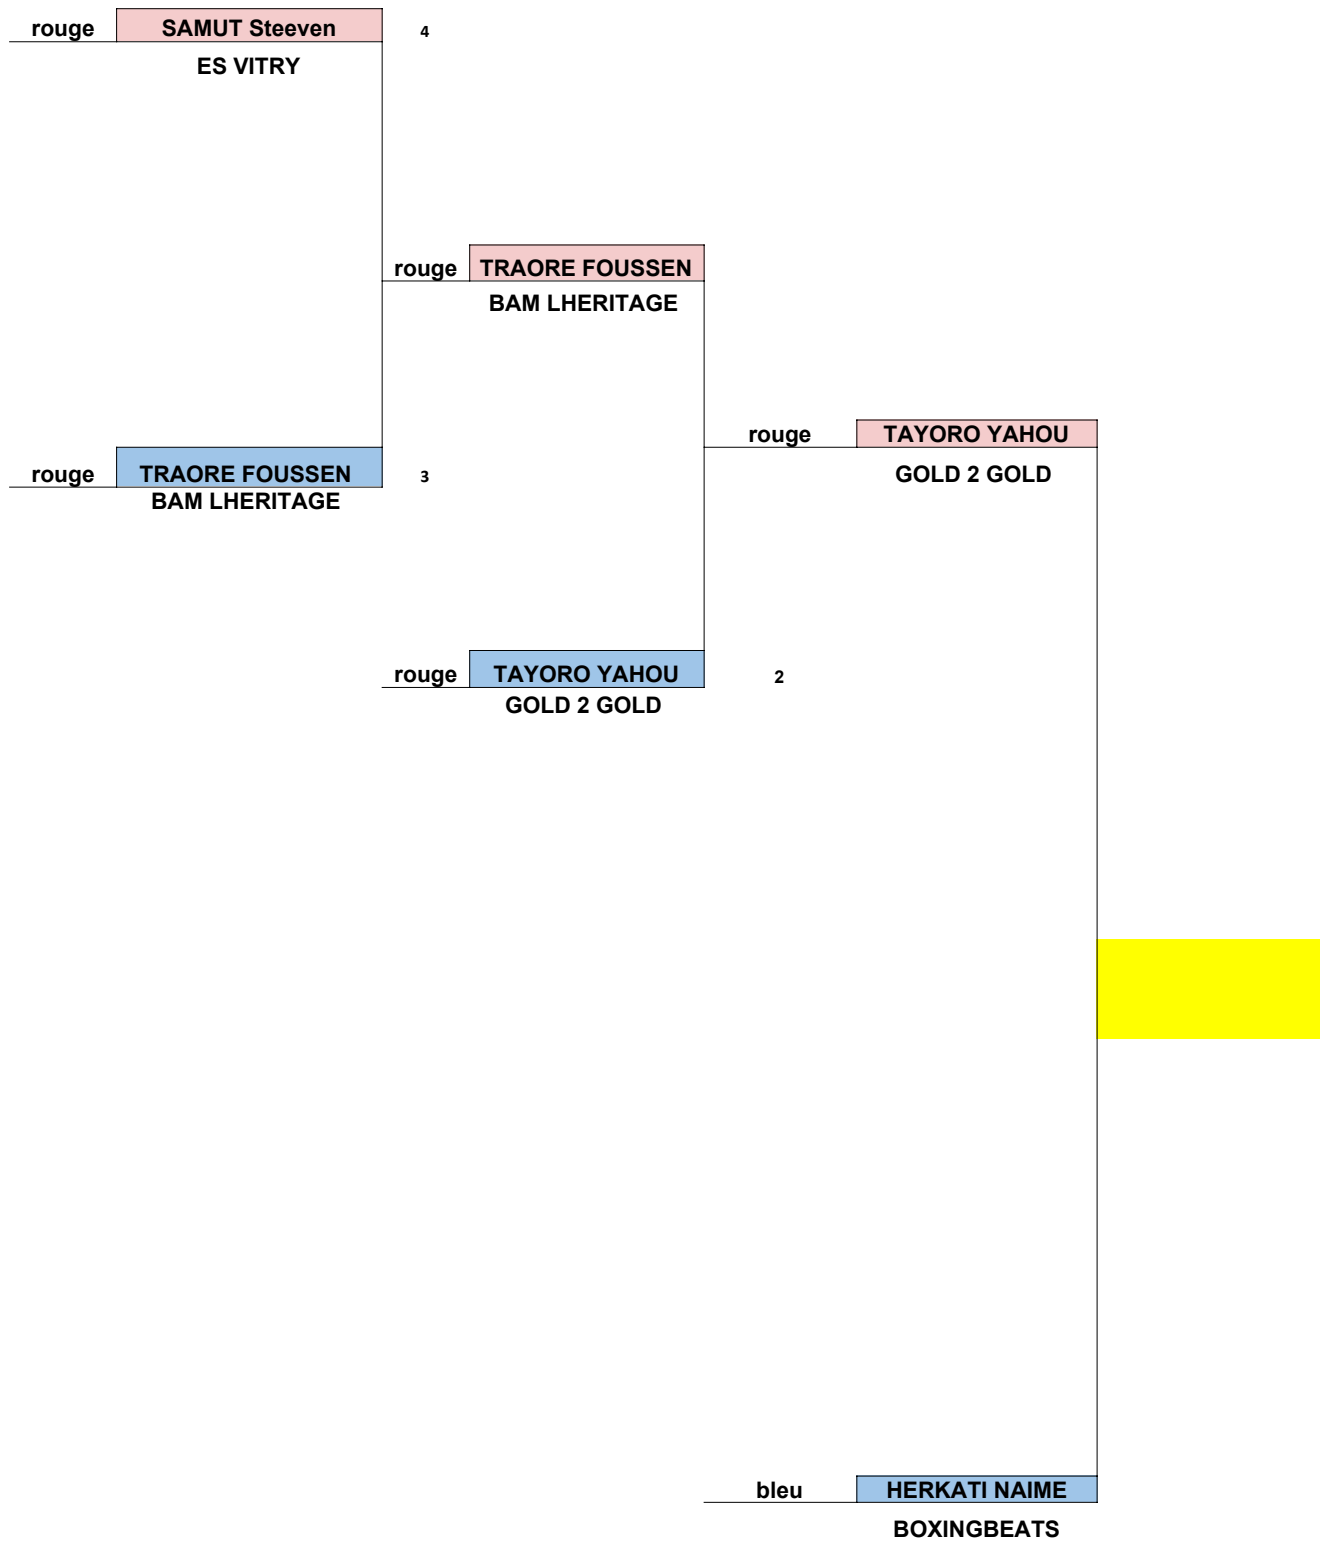 rouge SAMUT Steeven 4
ES VITRY
rouge TRAORE FOUSSEN
BAM LHERITAGE
rouge TAYORO YAHOU
GOLD 2 GOLD
rouge TRAORE FOUSSEN 3
BAM LHERITAGE
rouge TAYORO YAHOU 2
GOLD 2 GOLD
bleu HERKATI NAIME
BOXINGBEATS